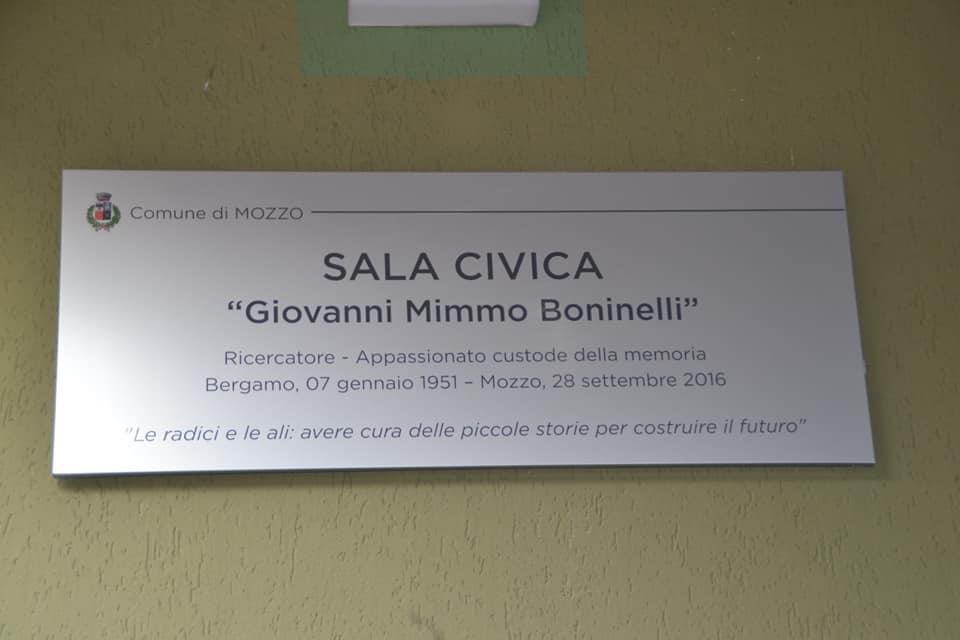 Comune di MOZZO
SALA CIVICA
“Giovanni Mimmo Boninelli”
Ricercatore - Appassionato custode della memoria
Bergamo, 07 gennaio 1951 – Mozzo, 28 settembre 2016
"Le radici e le ali: avere cura delle piccole storie per costruire il futuro"